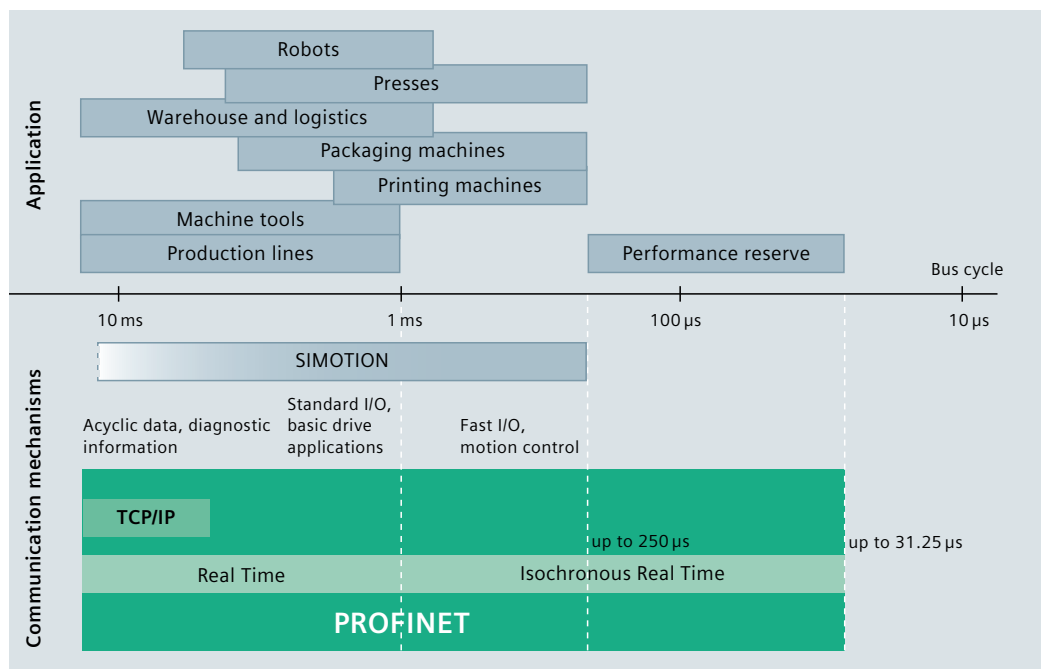 Application
Robots
Presses
Warehouse and logistics
Packaging machines
Printing machines
Machine tools
Production lines
Performance reserve
Bus cycle
10 ms
1 ms
100 µs
10 µs
Communication mechanisms
SIMOTION
Acyclic data, diagnostic
information
Standard I/O,
basic drive
applications
Fast I/O,
motion control
TCP/IP
up to 250 µs
up to 31.25 µs
Real Time
Isochronous Real Time
PROFINET